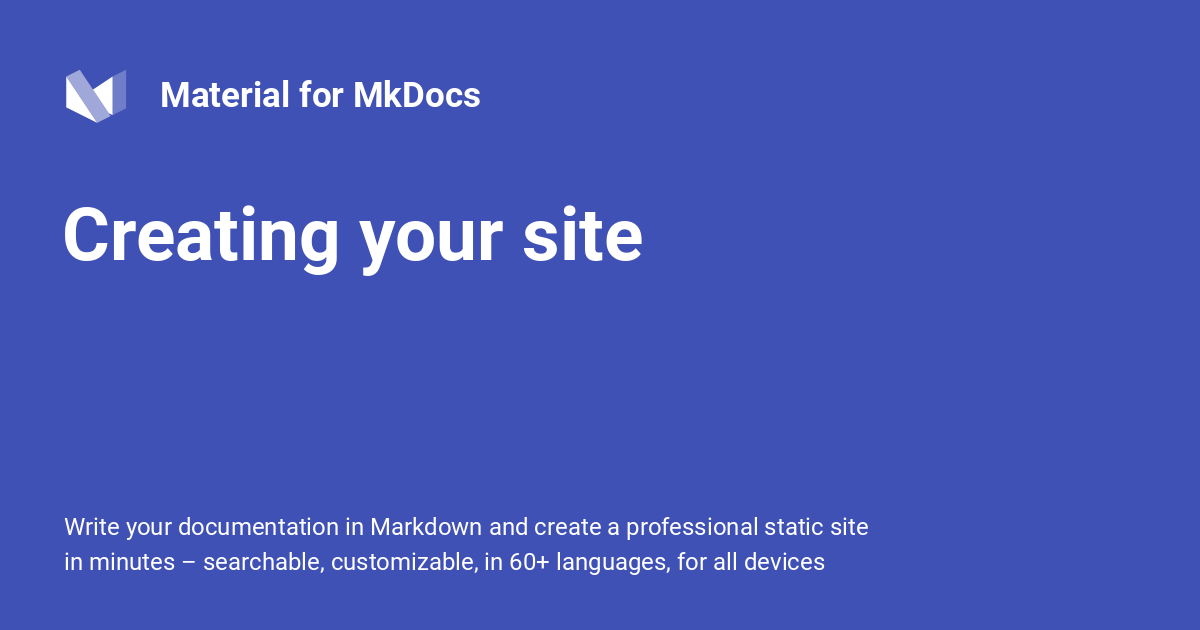 Material for MkDocs
Creating your site
Write your documentation in Markdown and create a professional static site
in minutes – searchable, customizable, in 60+ languages, for all devices